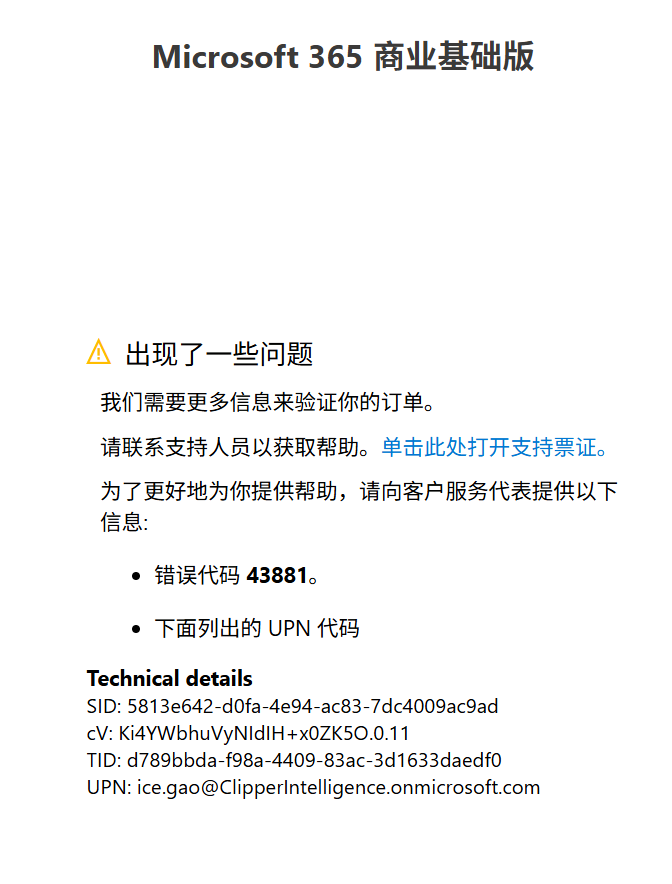 Microsoft 365 商业基础版
出现了一些问题
我们需要更多信息来验证你的订单。
请联系支持人员以获取帮助。单击此处打开支持票证。
为了更好地为你提供帮助，请向客户服务代表提供以下
信息:
• 错误代码 43881。
• 下面列出的 UPN 代码
Technical details
SID: 5813e642-d0fa-4e94-ac83-7dc4009ac9ad
cV: Ki4YWbhuVyNIdIH+x0ZK5O.0.11
TID: d789bbda-f98a-4409-83ac-3d1633daedf0
UPN: ice.gao@ClipperIntelligence.onmicrosoft.com